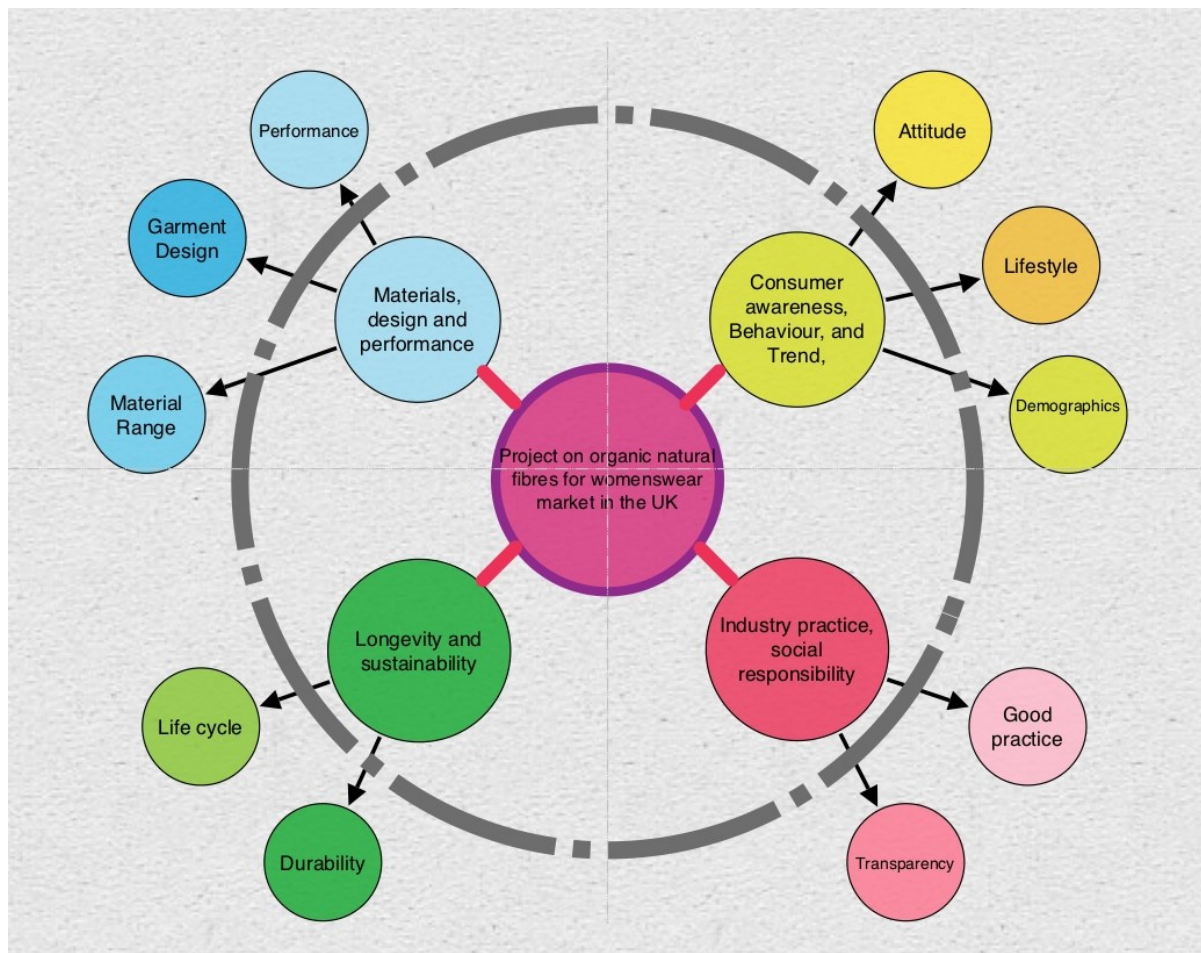 Performance
Garment
Design
Material
Range
Materials,
design and
performance
Attitude
Lifestyle
Demographics
Consumer
awareness,
Behaviour, and
Trend,
Project on organic natural
fibres for womenswear
market in the UK
Longevity and
sustainability
Life cycle
Durability
Industry practice,
social
responsibility
Good
practice
Transparency